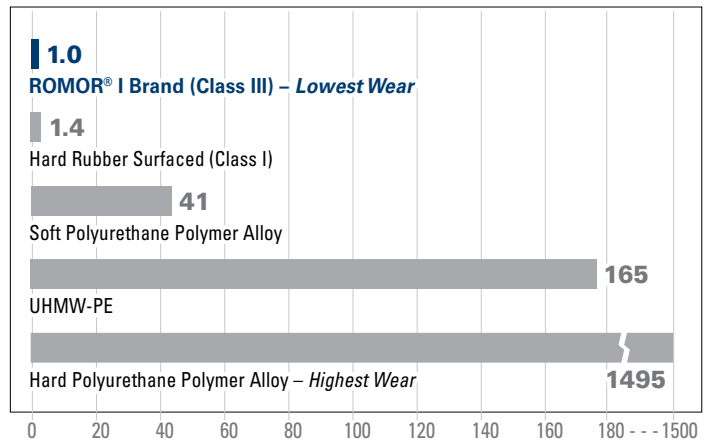 1.0
ROMOR® I Brand (Class III) – Lowest Wear
1.4
Hard Rubber Surfaced (Class I)
41
Soft Polyurethane Polymer Alloy
165
UHMW-PE
Hard Polyurethane Polymer Alloy – Highest Wear 1495
0 20 40 60 80 100 120 140 160 180 - - - 1500